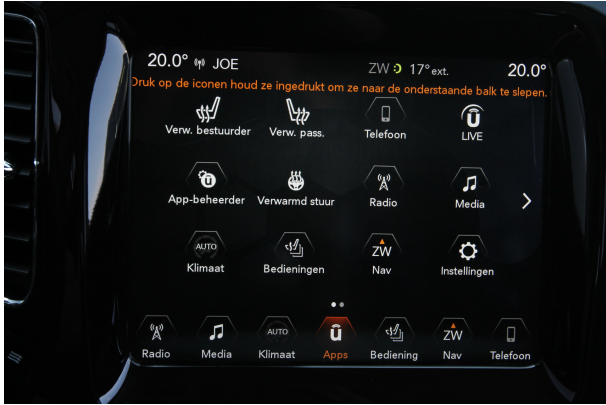 20.0° JOE ZW 17° ext. 20.0°
Druk op de iconen houd ze ingedrukt om ze naar de onderstaande balk te slepen.
Verw. bestuurder Verw. pass. Telefoon LIVE
App-beheerder Verwarmd stuur Radio Media
AUTO ZW
Klimaat Bedieningen Nav Instellingen
AUTO ZW
Radio Media Klimaat Apps Bediening Nav Telefoon